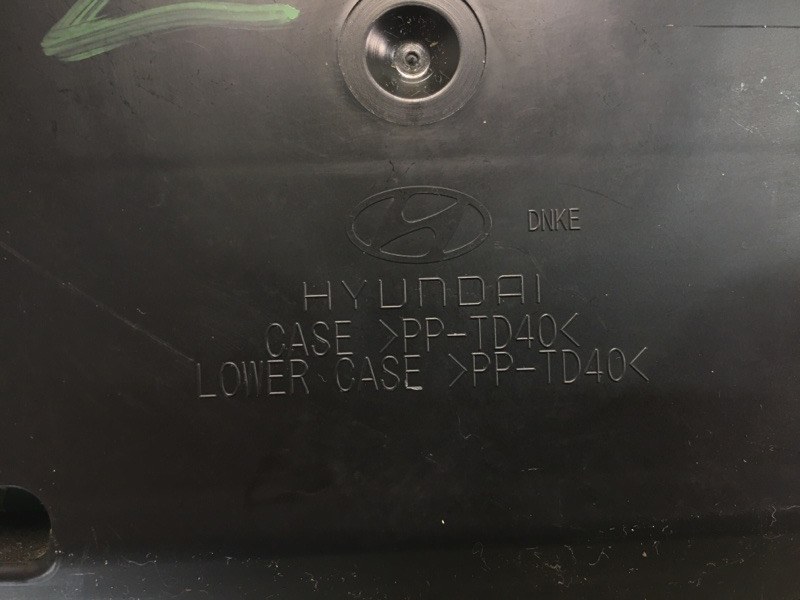 DNKE
HYUNDAI
CASE >PP-TD40<
LOWER CASE >PP-TD40<